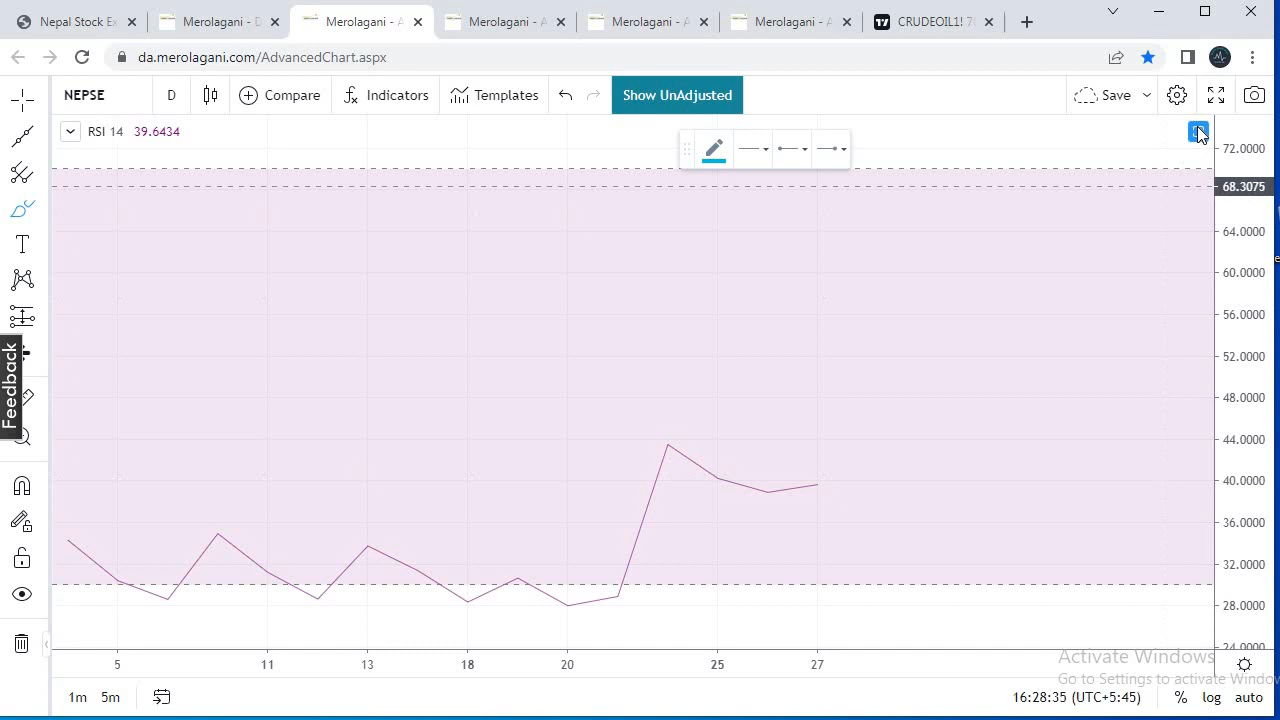 Nepal Stock Ex
Merolagani - D
Merolagani - A
Merolagani - A
Merolagani - A
Merolagani - A
CRUDEOIL1! 7
da.merolagani.com/AdvancedChart.aspx
NEPSE
D
Compare
Indicators
Templates
Show UnAdjusted
Save
RSI 14 39.6434
72.0000
68.3075
64.0000
60.0000
56.0000
52.0000
48.0000
44.0000
40.0000
36.0000
32.0000
28.0000
24.0000
Feedback
5 11 13 18 20 25 27
Activate Windows
Go to Settings to activate Windo
1m 5m
16:28:35 (UTC+5:45)
% log auto